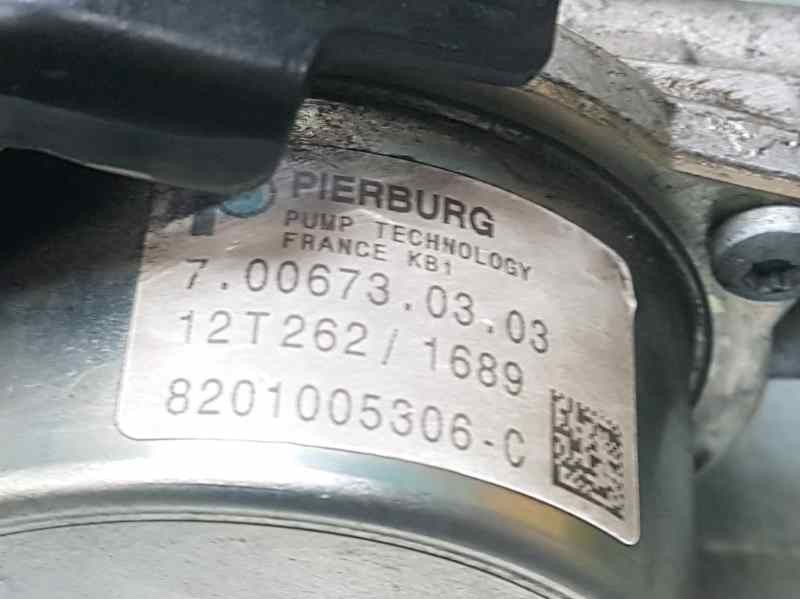 PIERBURG
PUMP TECHNOLOGY
FRANCE KB1
7.00673.03.03
12T262/1689
8201005306-C